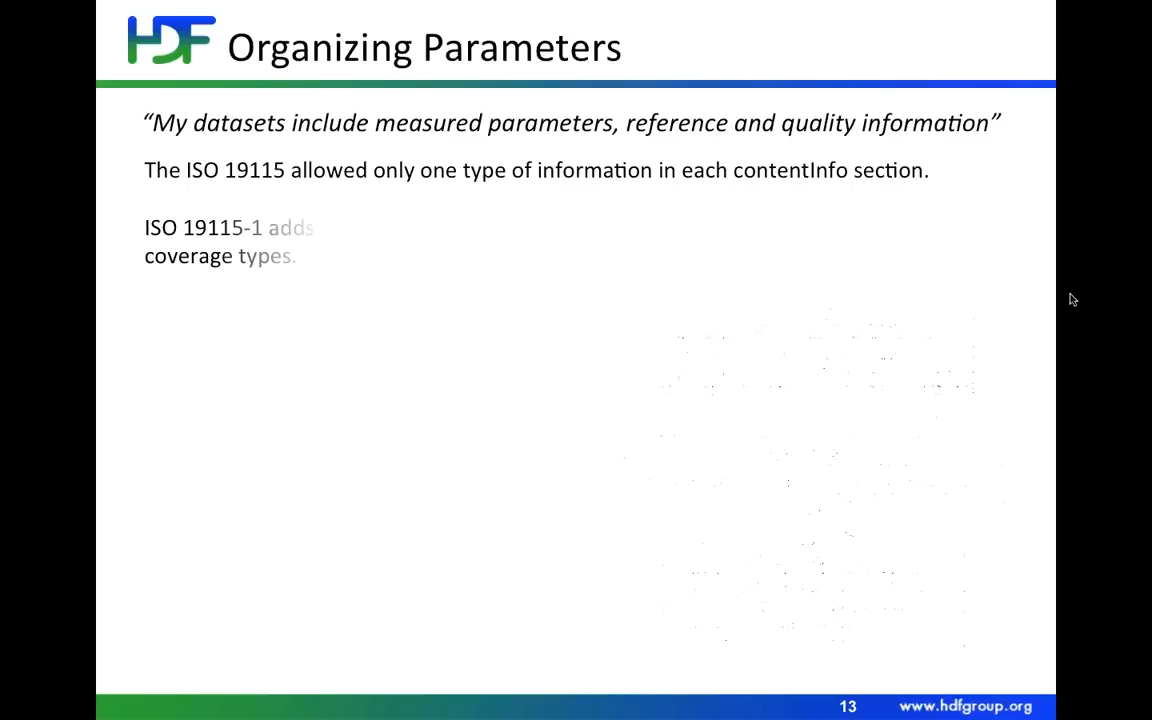 HDF Organizing Parameters
“My datasets include measured parameters, reference and quality information”
The ISO 19115 allowed only one type of information in each contentInfo section.
ISO 19115-1 adds
coverage types.
13 www.hdfgroup.org